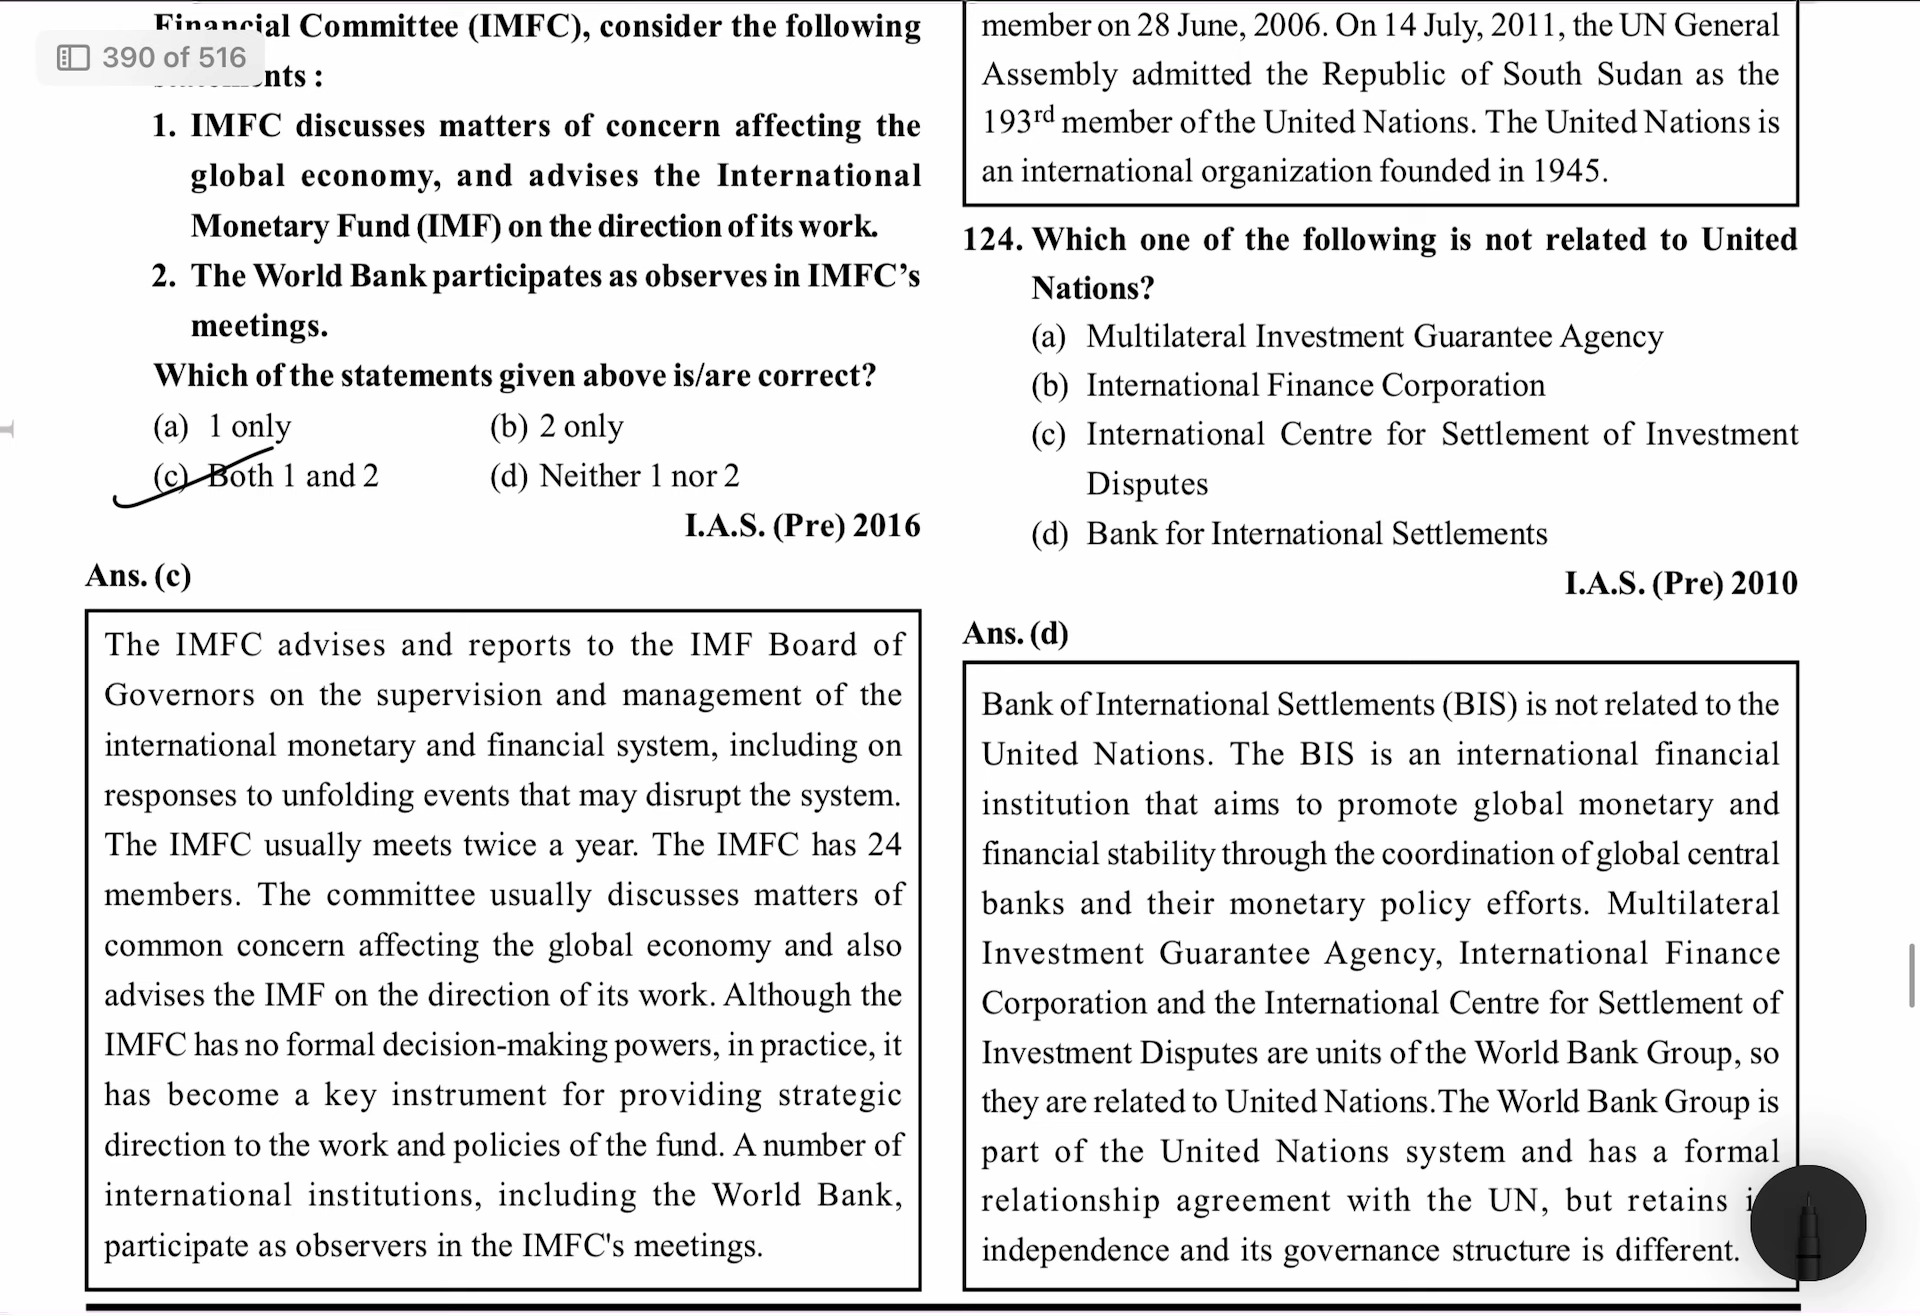 Financial Committee (IMFC), consider the following
390 of 516
nts :
1. IMFC discusses matters of concern affecting the
global economy, and advises the International
Monetary Fund (IMF) on the direction of its work.
2. The World Bank participates as observes in IMFC’s
meetings.
Which of the statements given above is/are correct?
(a) 1 only (b) 2 only
(c) Both 1 and 2 (d) Neither 1 nor 2
I.A.S. (Pre) 2016
Ans. (c)
The IMFC advises and reports to the IMF Board of
Governors on the supervision and management of the
international monetary and financial system, including on
responses to unfolding events that may disrupt the system.
The IMFC usually meets twice a year. The IMFC has 24
members. The committee usually discusses matters of
common concern affecting the global economy and also
advises the IMF on the direction of its work. Although the
IMFC has no formal decision-making powers, in practice, it
has become a key instrument for providing strategic
direction to the work and policies of the fund. A number of
international institutions, including the World Bank,
participate as observers in the IMFC's meetings.
member on 28 June, 2006. On 14 July, 2011, the UN General
Assembly admitted the Republic of South Sudan as the
193rd member of the United Nations. The United Nations is
an international organization founded in 1945.
124. Which one of the following is not related to United
Nations?
(a) Multilateral Investment Guarantee Agency
(b) International Finance Corporation
(c) International Centre for Settlement of Investment
Disputes
(d) Bank for International Settlements
I.A.S. (Pre) 2010
Ans. (d)
Bank of International Settlements (BIS) is not related to the
United Nations. The BIS is an international financial
institution that aims to promote global monetary and
financial stability through the coordination of global central
banks and their monetary policy efforts. Multilateral
Investment Guarantee Agency, International Finance
Corporation and the International Centre for Settlement of
Investment Disputes are units of the World Bank Group, so
they are related to United Nations.The World Bank Group is
part of the United Nations system and has a formal
relationship agreement with the UN, but retains
independence and its governance structure is different.